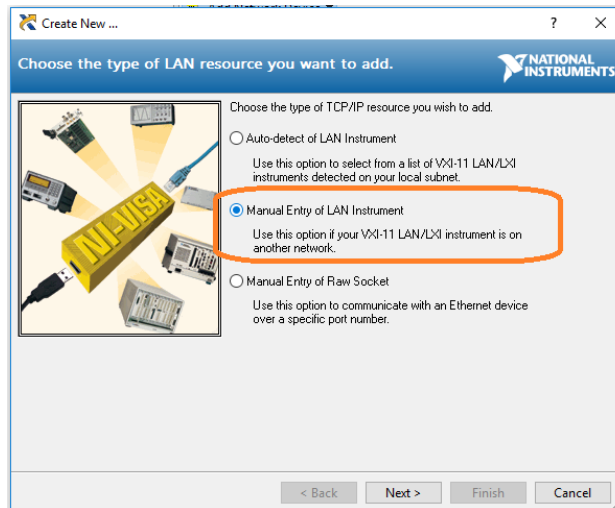 Create New ...
Choose the type of LAN resource you want to add.
NATIONAL
INSTRUMENTS
Choose the type of TCP/IP resource you wish to add.
Auto-detect of LAN Instrument
Use this option to select from a list of VXI-11 LAN/LXI
instruments detected on your local subnet.
Manual Entry of LAN Instrument
Use this option if your VXI-11 LAN/LXI instrument is on
another network.
Manual Entry of Raw Socket
Use this option to communicate with an Ethernet device
over a specific port number.
NI-VISA
< Back
Next >
Finish
Cancel